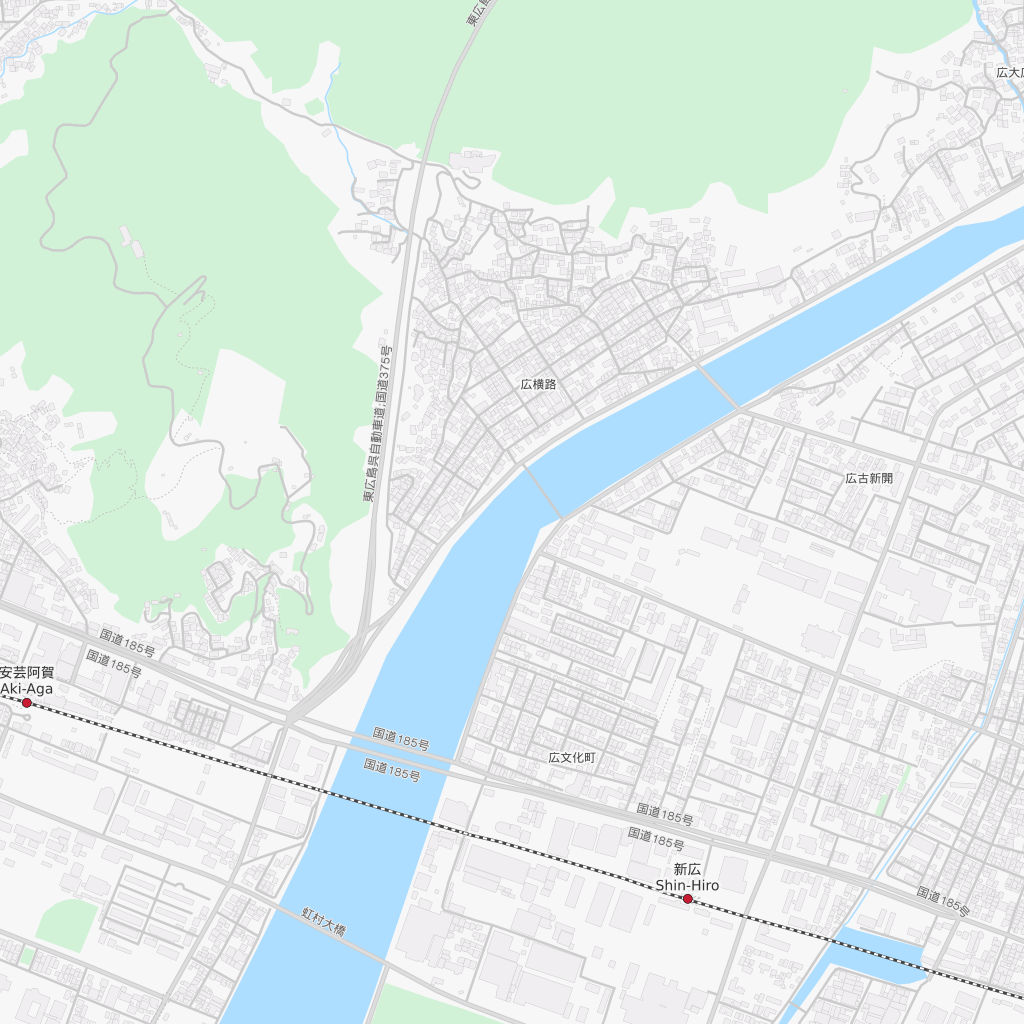 東広島
広大広
東広島呉自動車道;国道375号
広横路
広古新開
国道185号
国道185号
安芸阿賀
Aki-Aga
国道185号
国道185号
広文化町
国道185号
国道185号
新広
Shin-Hiro
国道185号
虹村大橋